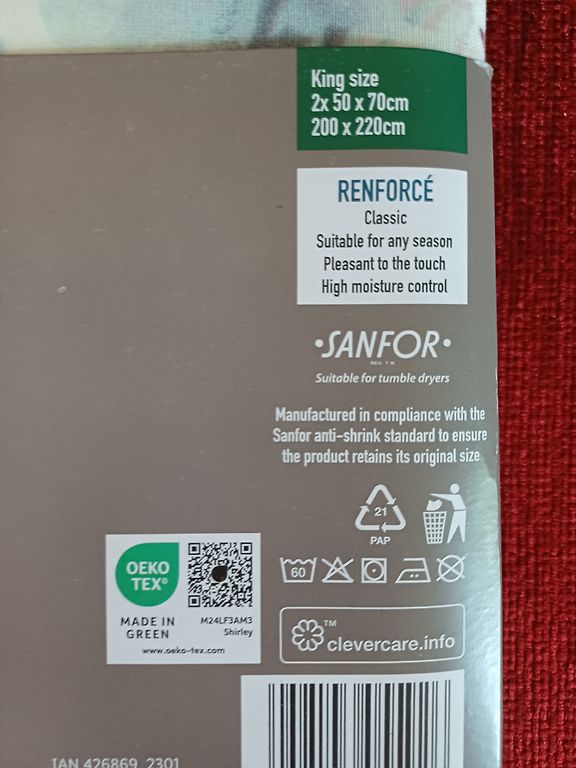 King size
2x 50 x 70cm
200 x 220cm
RENFORCÉ
Classic
Suitable for any season
Pleasant to the touch
High moisture control
•SANFOR•
REG TM
Suitable for tumble dryers
Manufactured in compliance with the
Sanfor anti-shrink standard to ensure
the product retains its original size
21
PAP
OEKO
TEX®
MADE IN
GREEN
M24LF3AM3
Shirley
www.oeko-tex.com
60
™
clevercare.info
IAN 426869_2301